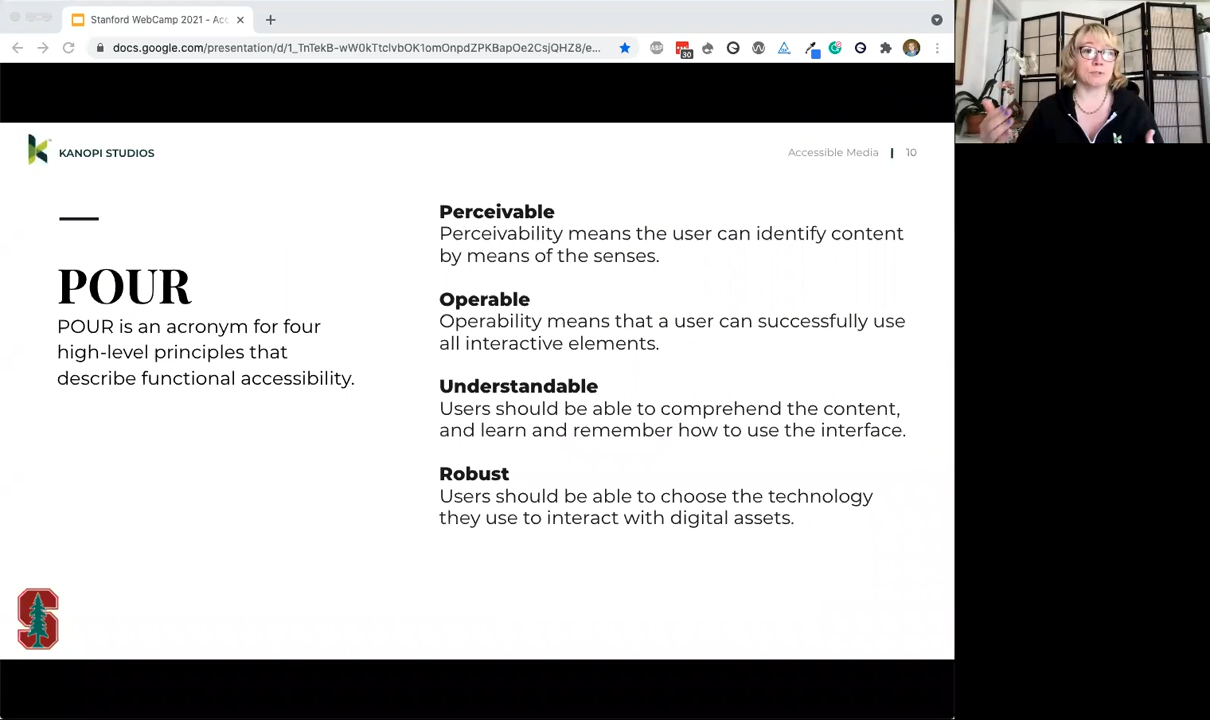 Stanford WebCamp 2021 - Acc
docs.google.com/presentation/d/1_TnTekB-wW0kTtclvbOK1omOnpdZPKBapOe2CsjQHZ8/e...
30
KANOPI STUDIOS
Accessible Media | 10
POUR
POUR is an acronym for four
high-level principles that
describe functional accessibility.
Perceivable
Perceivability means the user can identify content
by means of the senses.
Operable
Operability means that a user can successfully use
all interactive elements.
Understandable
Users should be able to comprehend the content,
and learn and remember how to use the interface.
Robust
Users should be able to choose the technology
they use to interact with digital assets.
S